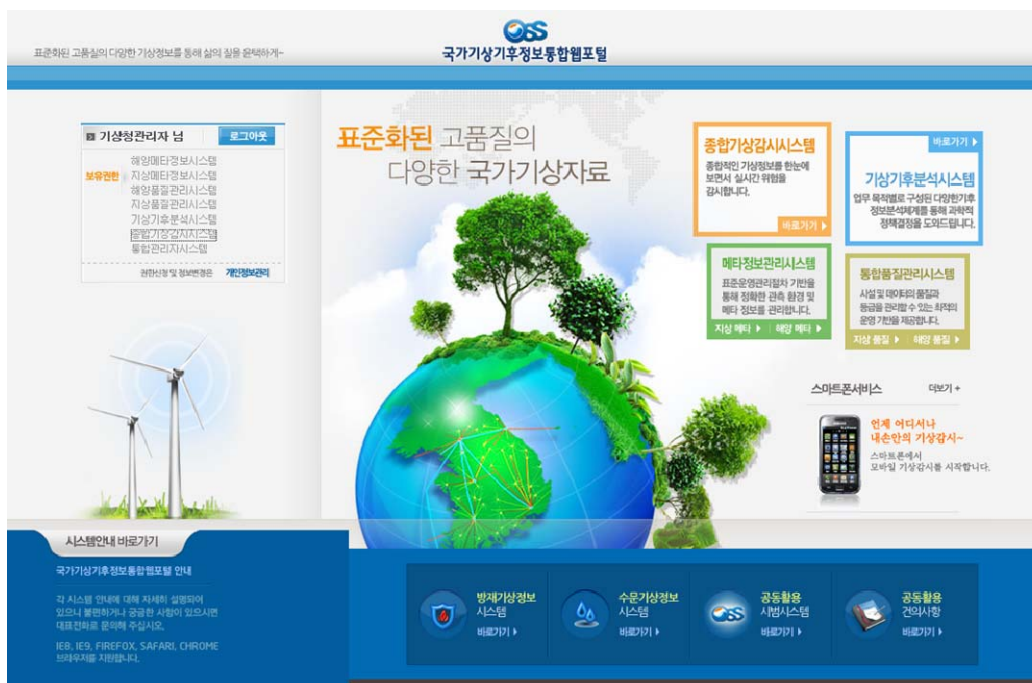 OSS
국가기상기후정보통합웹포털
표준화된 고품질의 다양한 기상정보를 통해 삶의 질을 윤택하게~
기상청관리자 님
로그아웃
보유권한
해양메타정보시스템
지상메타정보시스템
해양품질관리시스템
지상품질관리시스템
기상기후분석시스템
종합기상감시시스템
통합관리자시스템
권한신청 및 정보변경은 개인정보관리
표준화된 고품질의
다양한 국가기상자료
종합기상감시시스템
종합적인 기상정보를 한눈에
보면서 실시간 위험을
감시합니다.
바로가기
바로가기
기상기후분석시스템
업무 목적별로 구성된 다양한기후
정보분석체계를 통해 과학적
정책결정을 도와드립니다.
메타정보관리시스템
표준운영관리절차 기반을
통해 정확한 관측 환경 및
메타 정보를 관리합니다.
지상 메타 해양 메타
통합품질관리시스템
시설 및 데이터의 품질과
등급을 관리할 수 있는 최적의
운영 기반을 제공합니다.
지상 품질 해양 품질
스마트폰서비스 더보기 +
언제 어디서나
내손안의 기상감시~
스마트폰에서
모바일 기상감시를 시작합니다.
시스템안내 바로가기
국가기상기후정보통합웹포털 안내
각 시스템 안내에 대해 자세히 설명되어
있으니 불편하거나 궁금한 사항이 있으시면
대표전화로 문의해 주십시오.
IE8, IE9, FIREFOX, SAFARI, CHROME
브라우저를 지원합니다.
방재기상정보
시스템
바로가기
수문기상정보
시스템
바로가기
OSS
공동활용
시범시스템
바로가기
공동활용
건의사항
바로가기